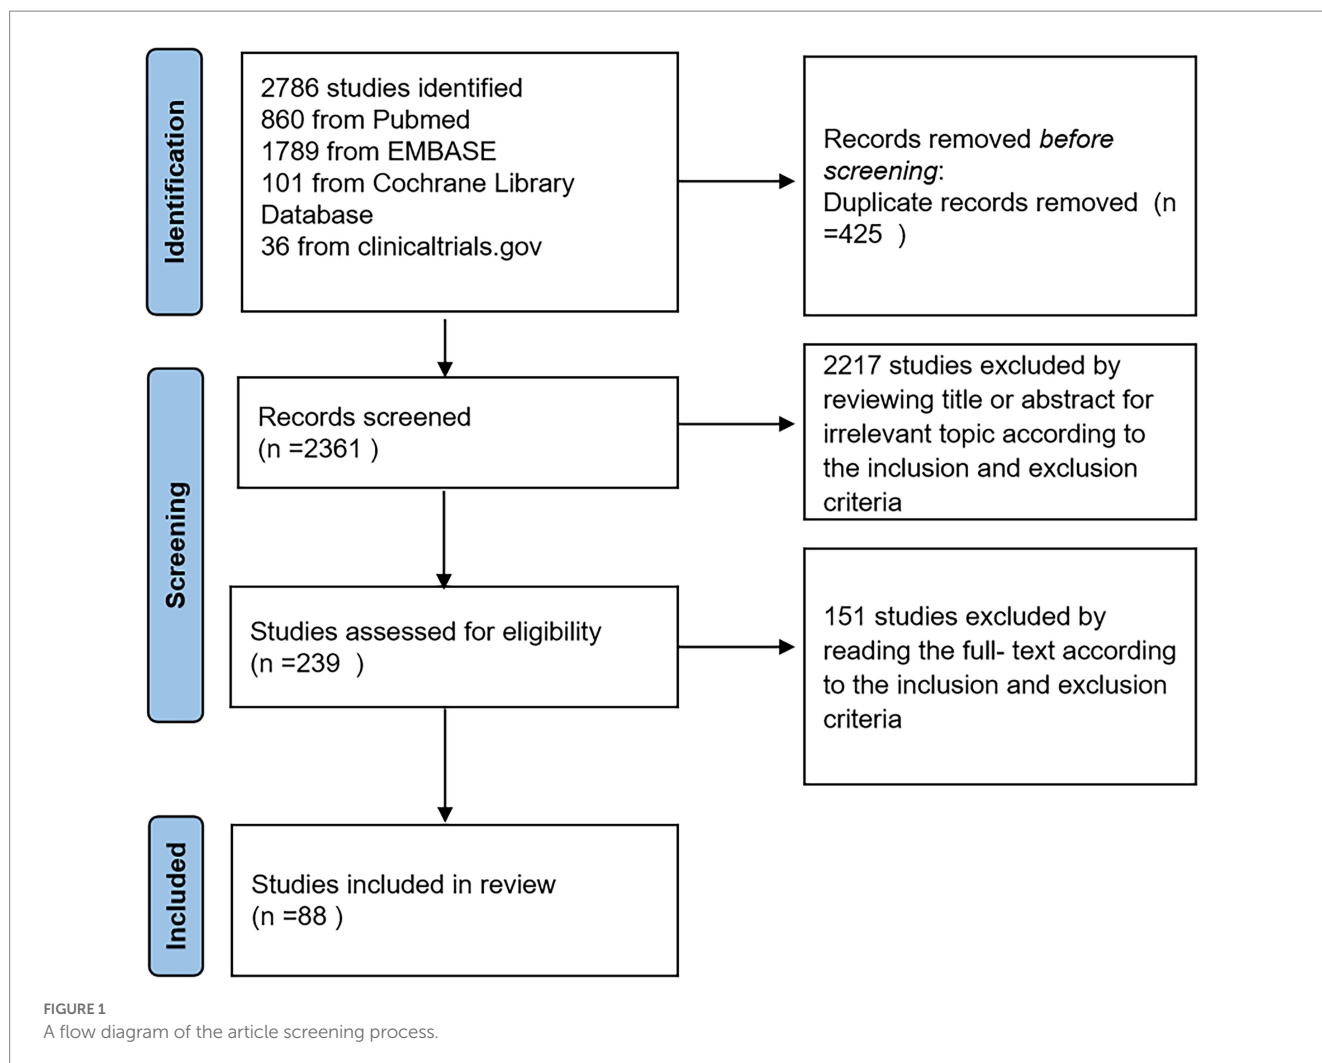 Identification
2786 studies identified
860 from Pubmed
1789 from EMBASE
101 from Cochrane Library
Database
36 from clinicaltrials.gov
Records removed before
screening:
Duplicate records removed (n
=425 )
Screening
Records screened
(n =2361 )
2217 studies excluded by
reviewing title or abstract for
irrelevant topic according to
the inclusion and exclusion
criteria
Studies assessed for eligibility
(n =239 )
151 studies excluded by
reading the full- text according
to the inclusion and exclusion
criteria
Included
Studies included in review
(n =88 )
FIGURE 1
A flow diagram of the article screening process.